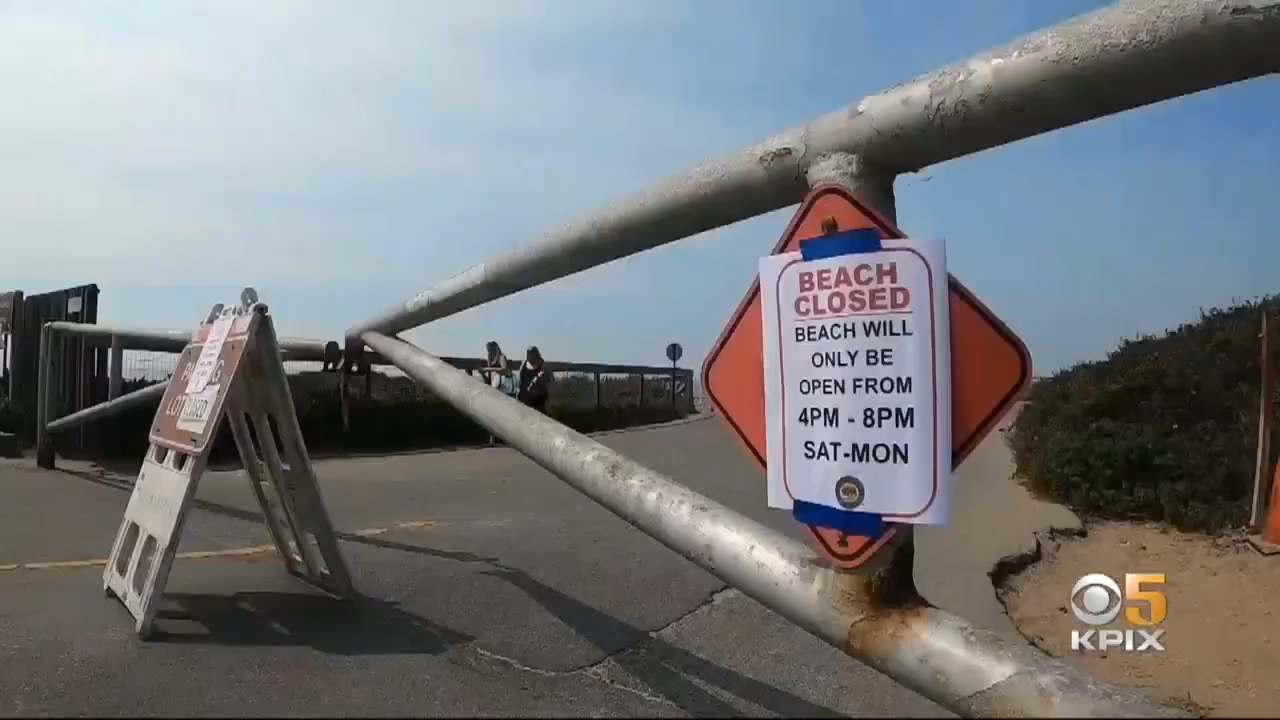 BEACH
CLOSED
BEACH WILL
ONLY BE
OPEN FROM
4PM - 8PM
SAT-MON
LOT CLOSED
5
KPIX